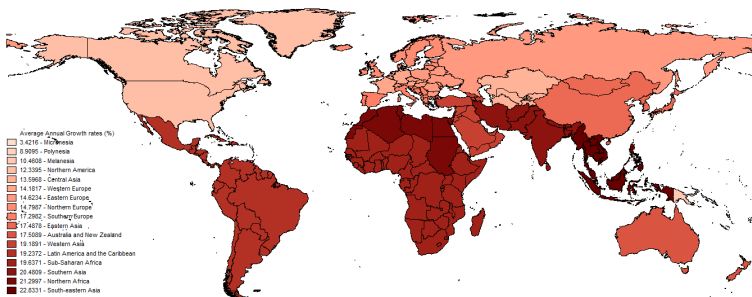 Average Annual Growth rates (%)
3.4216 - Micronesia
8.9095 - Polynesia
10.4608 - Melanesia
12.3395 - Northern America
13.5968 - Central Asia
14.1817 - Western Europe
14.6234 - Eastern Europe
14.7987 - Northern Europe
17.2982 - Southern Europe
17.4878 - Eastern Asia
17.5089 - Australia and New Zealand
19.1891 - Western Asia
19.2372 - Latin America and the Caribbean
19.6371 - Sub-Saharan Africa
20.4809 - Southern Asia
21.2997 - Northern Africa
22.8331 - South-eastern Asia